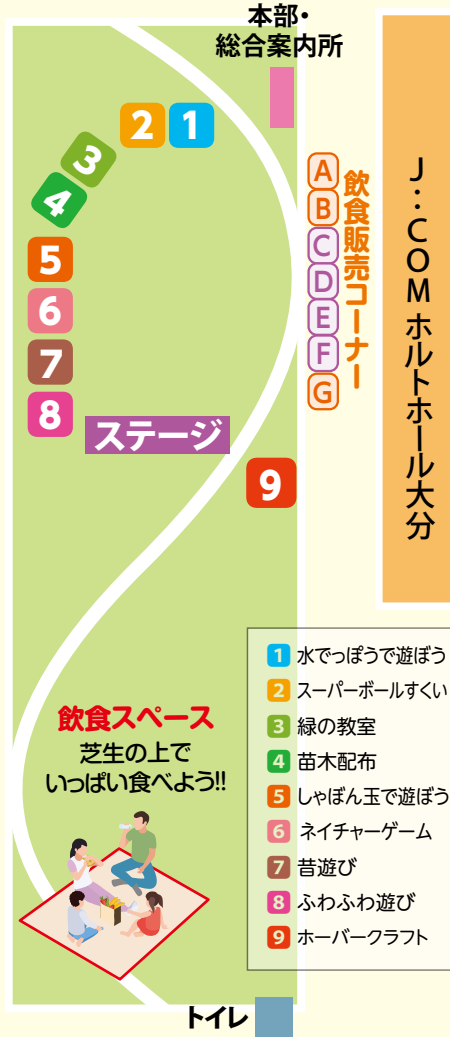 本部・
総合案内所
2
1
3
4
5
6
7
8
ステージ
9
A
B
C
D
E
F
G
飲食販売コーナー
J：COM ホルトホール大分
1 水でっぽうで遊ぼう
2 スーパーボールすくい
3 緑の教室
4 苗木配布
5 しゃぼん玉で遊ぼう
6 ネイチャーゲーム
7 昔遊び
8 ふわふわ遊び
9 ホーバークラフト
飲食スペース
芝生の上で
いっぱい食べよう!!
トイレ